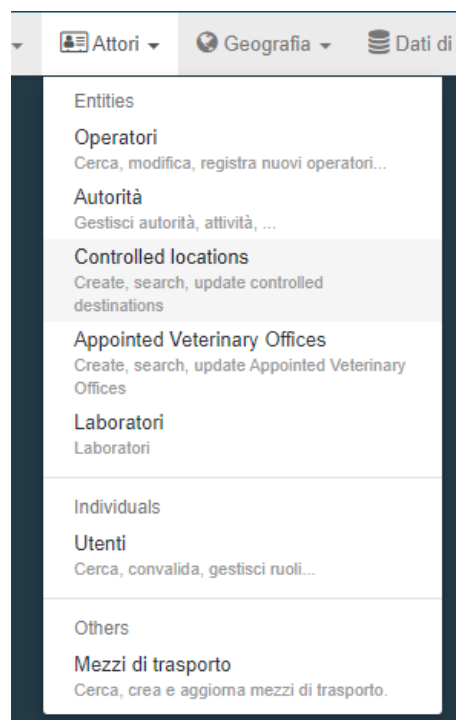 Attori Geografia Dati di
Entities
Operatori
Cerca, modifica, registra nuovi operatori...
Autorità
Gestisci autorità, attività, ...
Controlled locations
Create, search, update controlled
destinations
Appointed Veterinary Offices
Create, search, update Appointed Veterinary
Offices
Laboratori
Laboratori
Individuals
Utenti
Cerca, convalida, gestisci ruoli...
Others
Mezzi di trasporto
Cerca, crea e aggiorna mezzi di trasporto.